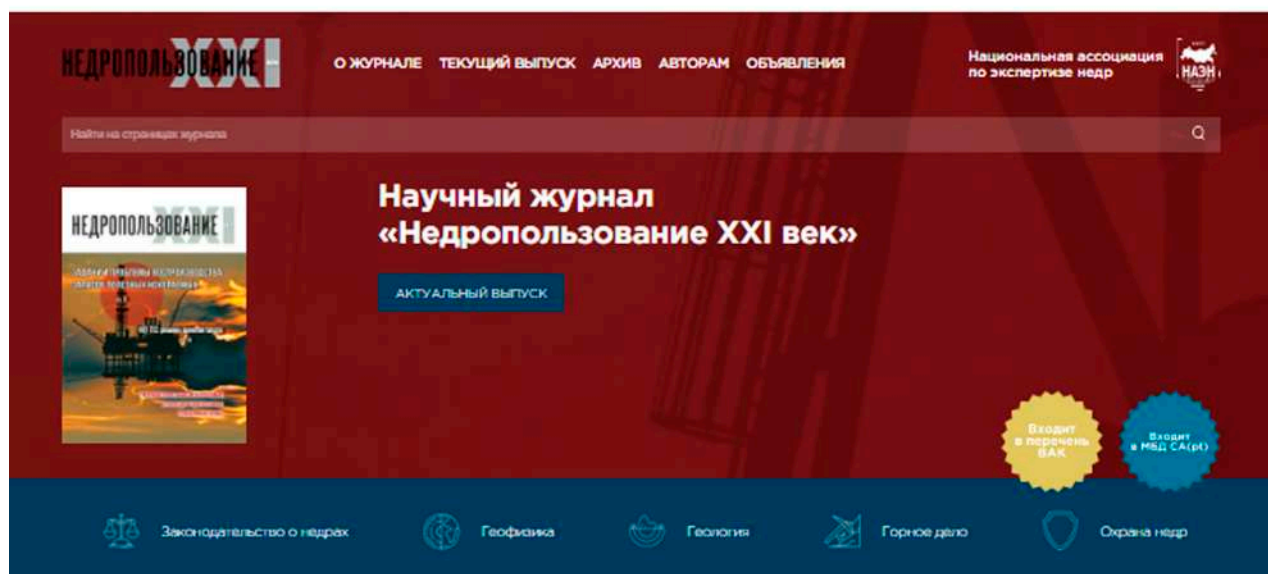 НЕДРОПОЛЬЗОВАНИЕ XXI
О ЖУРНАЛЕ ТЕКУЩИЙ ВЫПУСК АРХИВ АВТОРАМ ОБЪЯВЛЕНИЯ
Национальная ассоциация
по экспертизе недр
НАЭН
Найти на страницах журнала
НЕДРОПОЛЬЗОВАНИЕ XXI
Научный журнал
«Недропользование XXI век»
АКТУАЛЬНЫЙ ВЫПУСК
Входит
в перечень
ВАК
Входит
в МБД CA(pt)
Законодательство о недрах
Геофизика
Геология
Горное дело
Охрана недр